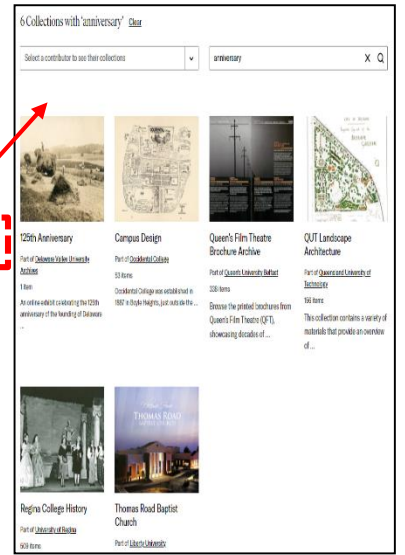 6 Collections with 'anniversary' Clear
Select a contributor to see their collections
anniversary X
125th Anniversary
Part of Delaware Valley University
Archives
1 item
An online exhibit celebrating the 125th
anniversary of the founding of Delaware
...
Campus Design
Part of Occidental College
53 items
Occidental College was established in
1887 in Boyle Heights, just outside the ...
Queen's Film Theatre
Brochure Archive
Part of Queen's University Belfast
338 items
Browse the printed brochures from
Queen's Film Theatre (QFT),
showcasing decades of ...
QUT Landscape
Architecture
Part of Queensland University of
Technology
This collection contains a variety of
materials that provide an overview
of ...
Regina College History
Part of University of Regina
509 items
THOMAS ROAD
Thomas Road Baptist
Church
Part of Liberty University